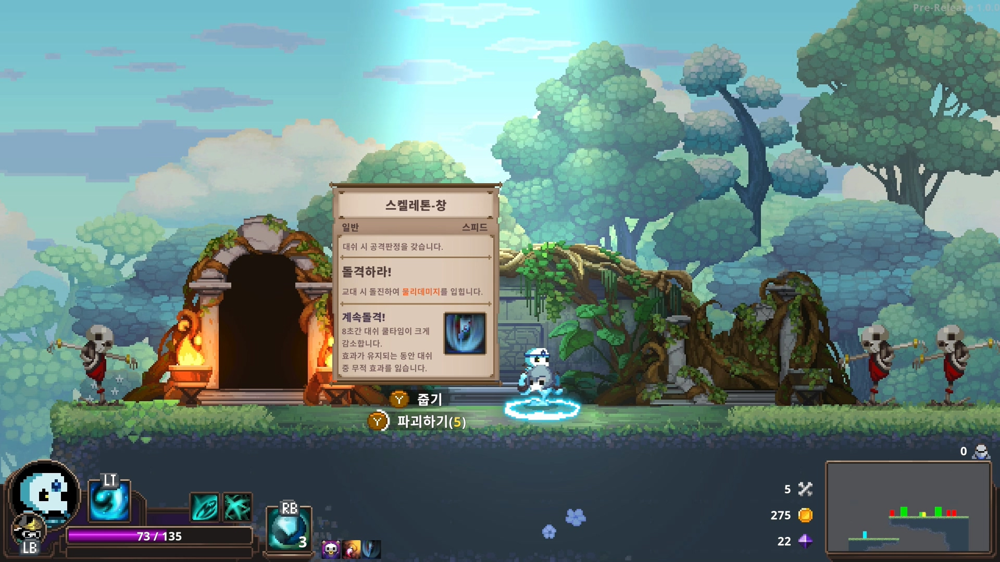 Pre-Release 1.0.0
스켈레톤-창
일반 스피드
대쉬 시 공격판정을 갖습니다.
돌격하라!
교대 시 돌진하여 물리데미지를 입힙니다.
계속돌격!
8초간 대쉬 쿨타임이 크게
감소합니다.
효과가 유지되는 동안 대쉬
중 무적 효과를 잃습니다.
Y 줍기
Y 파괴하기(5)
0
LT
RB
5
275
3
73 / 135
22
LB